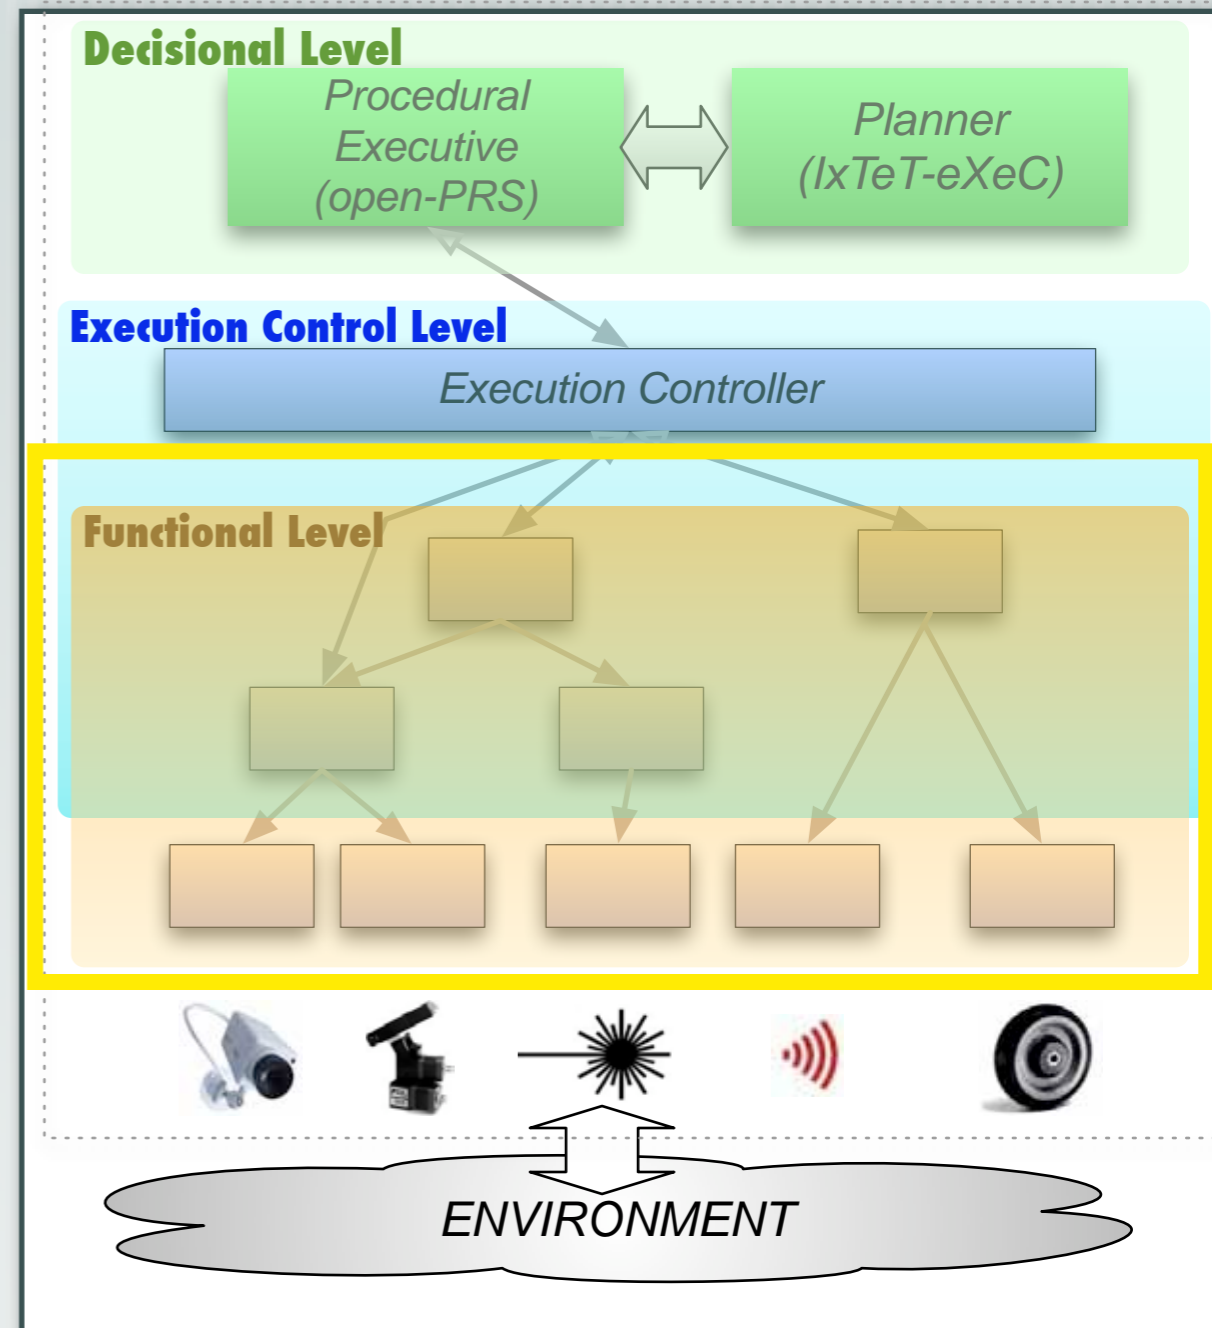 Decisional Level
Procedural
Executive
(open-PRS)
Planner
(IxTeT-eXeC)
Execution Control Level
Execution Controller
Functional Level
ENVIRONMENT